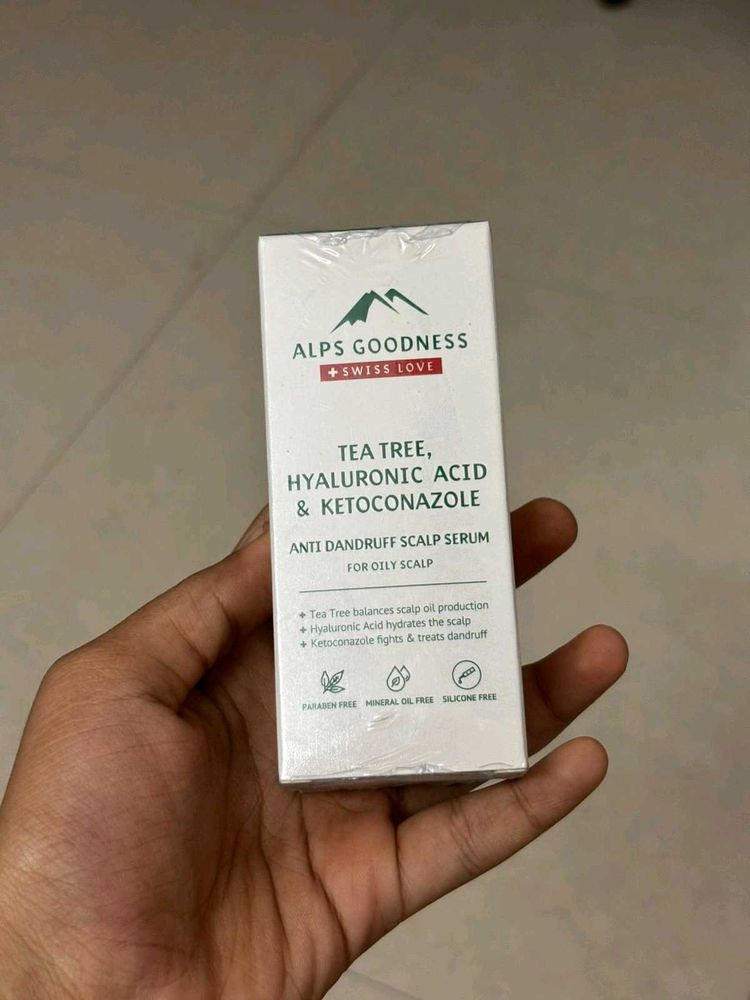 ALPS GOODNESS
+ SWISS LOVE
TEA TREE,
HYALURONIC ACID
& KETOCONAZOLE
ANTI DANDRUFF SCALP SERUM
FOR OILY SCALP
+ Tea Tree balances scalp oil production
+ Hyaluronic Acid hydrates the scalp
+ Ketoconazole fights & treats dandruff
PARABEN FREE MINERAL OIL FREE SILICONE FREE